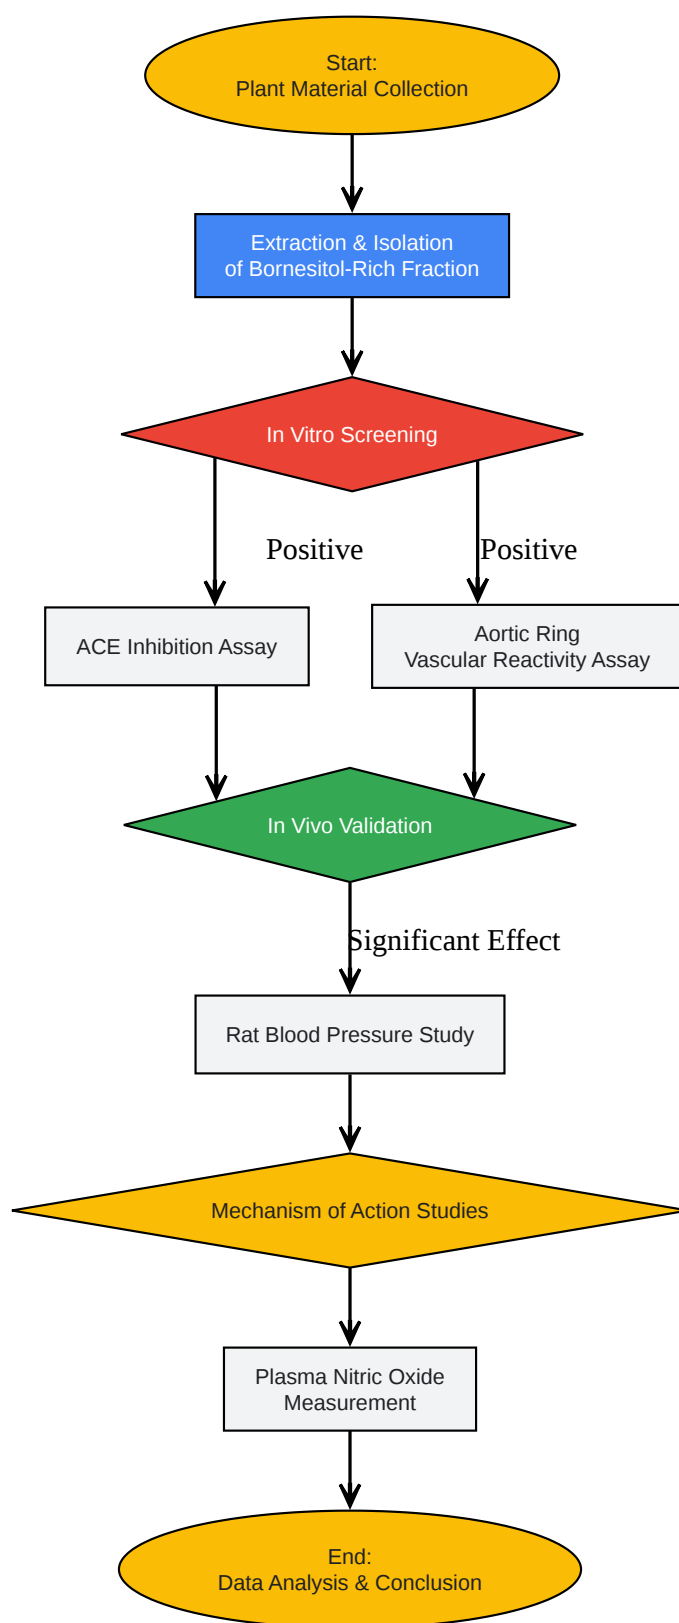 Start:
Plant Material Collection
Extraction & Isolation
of Bornesitol-Rich Fraction
In Vitro Screening
Positive
Positive
ACE Inhibition Assay
Aortic Ring
Vascular Reactivity Assay
In Vivo Validation
Significant Effect
Rat Blood Pressure Study
Mechanism of Action Studies
Plasma Nitric Oxide
Measurement
End:
Data Analysis & Conclusion